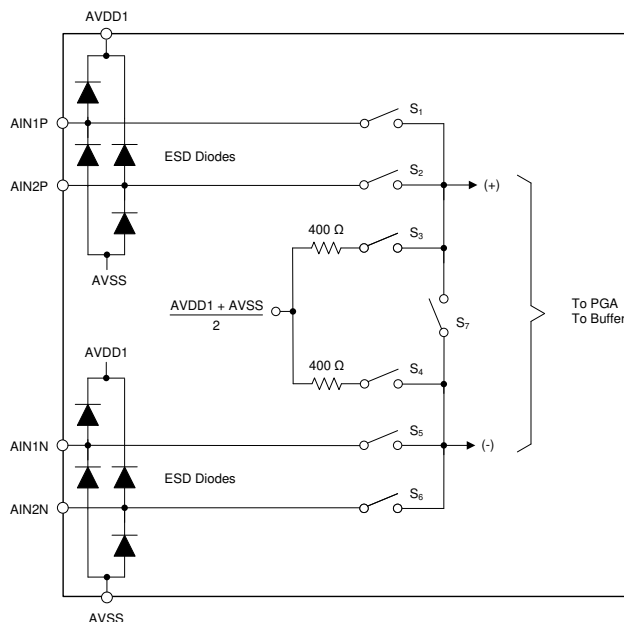 AVDD1
AIN1P
S1
ESD Diodes
S2
AIN2P
(+)
400 Ω
S3
AVSS
AVDD1 + AVSS
2
To PGA
To Buffer
S7
AVDD1
400 Ω
S4
AIN1N
S5
(-)
ESD Diodes
S6
AIN2N
AVSS